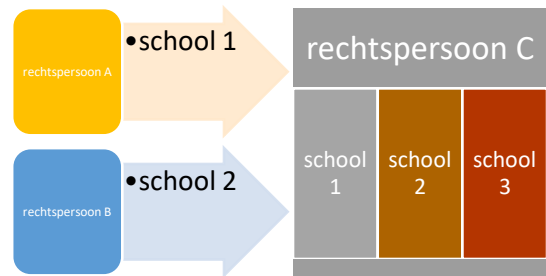 rechtspersoon A
•school 1
rechtspersoon B
•school 2
rechtspersoon C
school
1
school
2
school
3